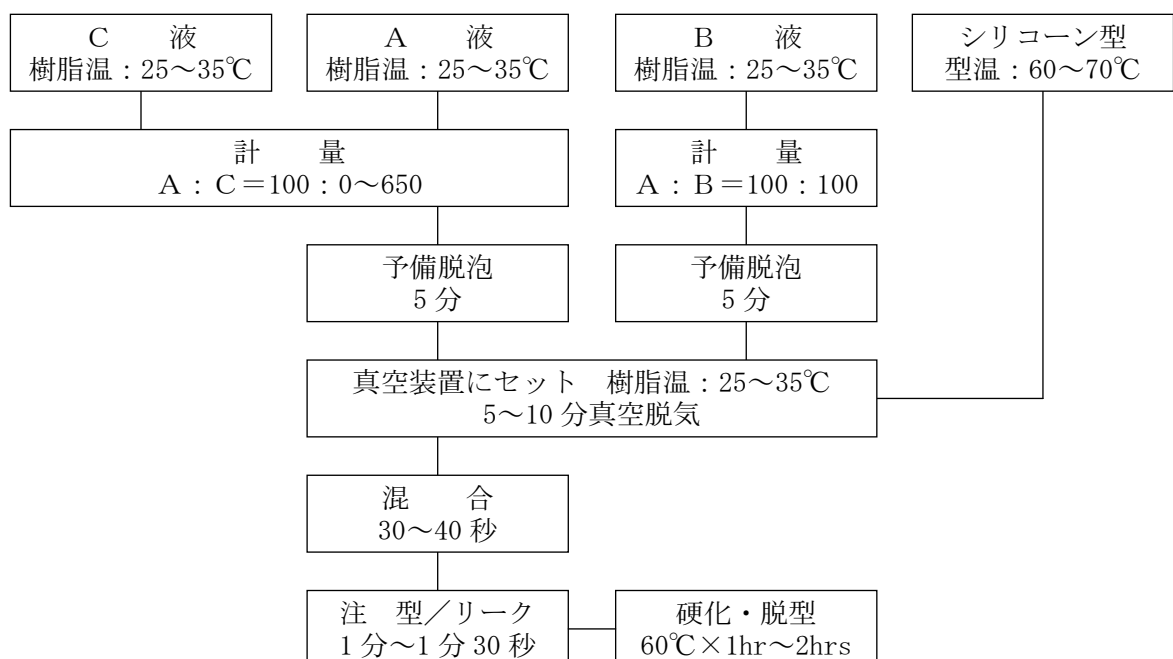 C　　液
樹脂温：25～35℃
A　　液
樹脂温：25～35℃
B　　液
樹脂温：25～35℃
シリコーン型
型温：60～70℃
計　　量
A：C＝100：0～650
計　　量
A：B＝100：100
予備脱泡
5分
予備脱泡
5分
真空装置にセット　樹脂温：25～35℃
5～10分真空脱気
混　　合
30～40秒
注　型／リーク
1分～1分30秒
硬化・脱型
60℃×1hr～2hrs